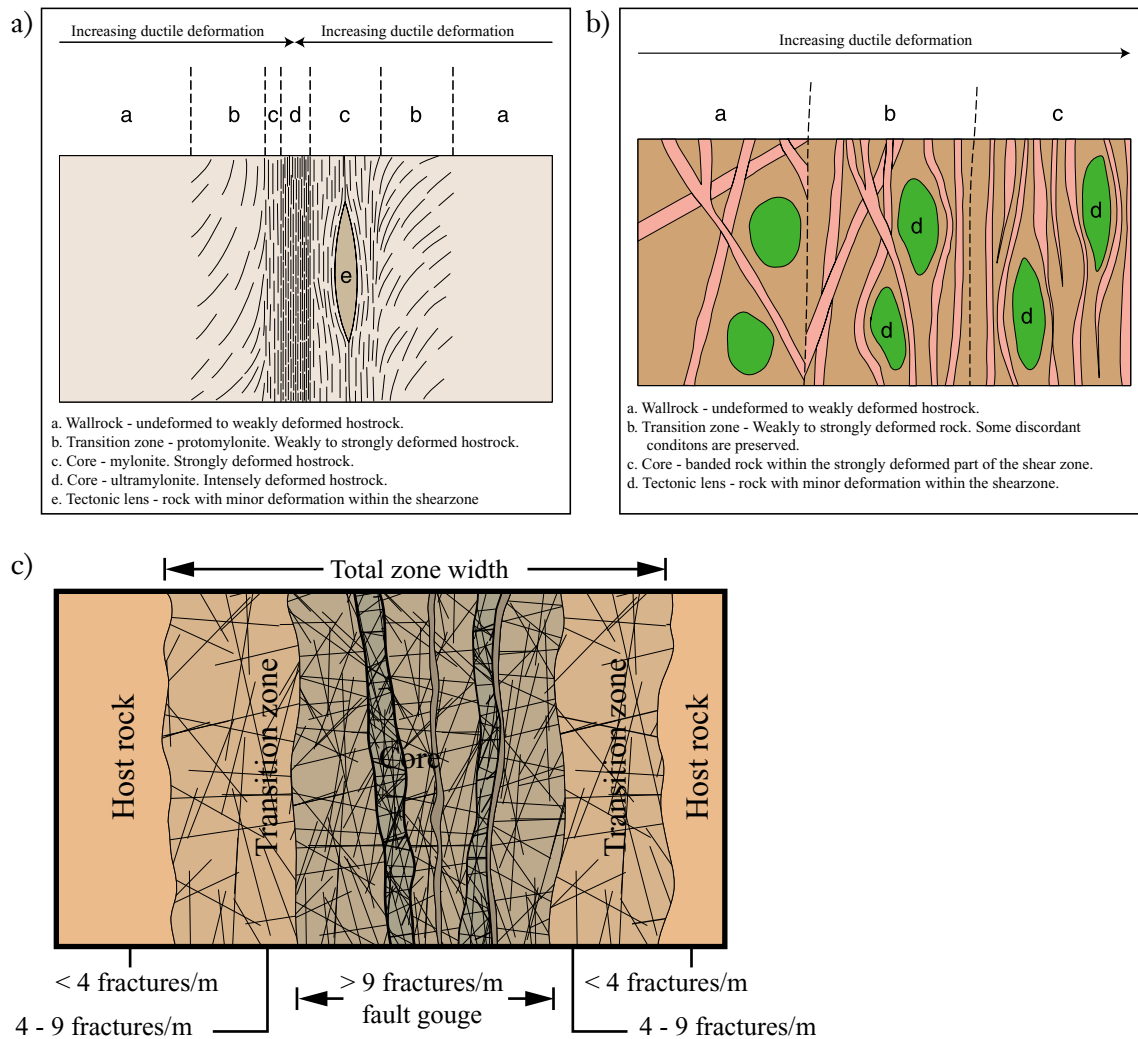 a)
Increasing ductile deformation
Increasing ductile deformation
a
b
c
d
c
b
a
e
a. Wallrock - undeformed to weakly deformed hostrock.
b. Transition zone - protomylonite. Weakly to strongly deformed hostrock.
c. Core - mylonite. Strongly deformed hostrock.
d. Core - ultramylonite. Intensely deformed hostrock.
e. Tectonic lens - rock with minor deformation within the shearzone
b)
Increasing ductile deformation
a
b
c
d
d
d
d
a. Wallrock - undeformed to weakly deformed hostrock.
b. Transition zone - Weakly to strongly deformed rock. Some discordant
conditons are preserved.
c. Core - banded rock within the strongly deformed part of the shear zone.
d. Tectonic lens - rock with minor deformation within the shearzone.
c)
Total zone width
Host rock
Transition zone
Core
Transition zone
Host rock
< 4 fractures/m
> 9 fractures/m
< 4 fractures/m
fault gouge
4 - 9 fractures/m
4 - 9 fractures/m